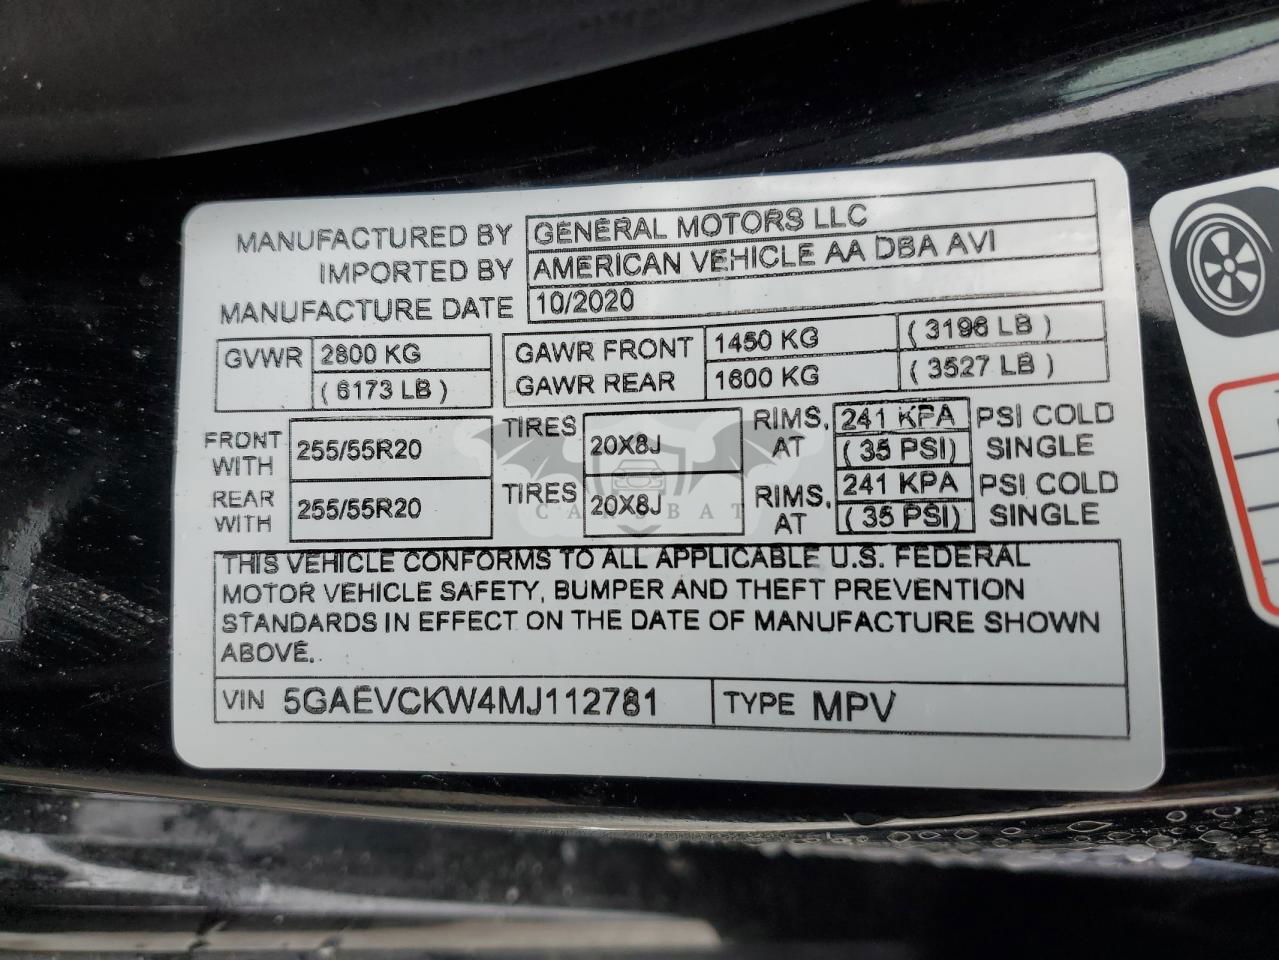 MANUFACTURED BY GENERAL MOTORS LLC
IMPORTED BY AMERICAN VEHICLE AA DBA AVI
MANUFACTURE DATE 10/2020
GVWR 2800 KG GAWR FRONT 1450 KG ( 3196 LB )
( 6173 LB ) GAWR REAR 1600 KG ( 3527 LB )
FRONT WITH 255/55R20 TIRES 20X8J RIMS, AT 241 KPA (35 PSI) PSI COLD SINGLE
REAR WITH 255/55R20 TIRES 20X8J RIMS, AT 241 KPA (35 PSI) PSI COLD SINGLE
CARSBAT
THIS VEHICLE CONFORMS TO ALL APPLICABLE U.S. FEDERAL
MOTOR VEHICLE SAFETY, BUMPER AND THEFT PREVENTION
STANDARDS IN EFFECT ON THE DATE OF MANUFACTURE SHOWN
ABOVE.
VIN 5GAEVCKW4MJ112781 TYPE MPV